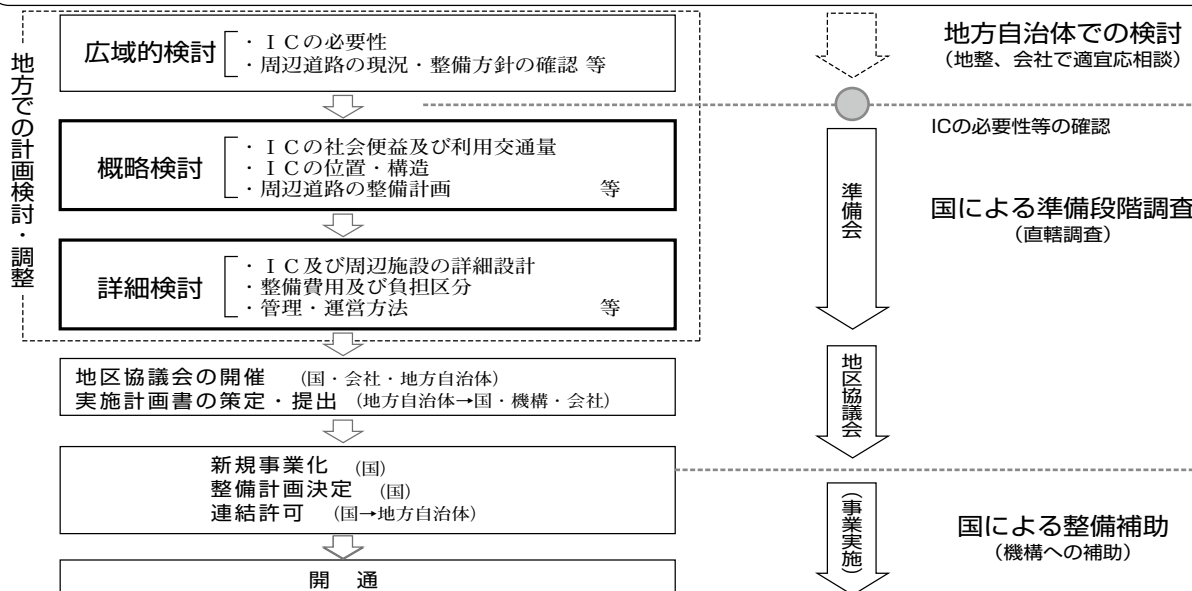 地方での計画検討・調整
広域的検討
・ＩＣの必要性
・周辺道路の現況・整備方針の確認 等
概略検討
・ＩＣの社会便益及び利用交通量
・ＩＣの位置・構造
・周辺道路の整備計画 等
詳細検討
・ＩＣ及び周辺施設の詳細設計
・整備費用及び負担区分
・管理・運営方法 等
地区協議会の開催 (国・会社・地方自治体)
実施計画書の策定・提出 (地方自治体→国・機構・会社)
新規事業化 (国)
整備計画決定 (国)
連結許可 (国→地方自治体)
開 通
準備会
地区協議会
(事業実施)
地方自治体での検討
(地整、会社で適宜応相談)
ICの必要性等の確認
国による準備段階調査
(直轄調査)
国による整備補助
(機構への補助)